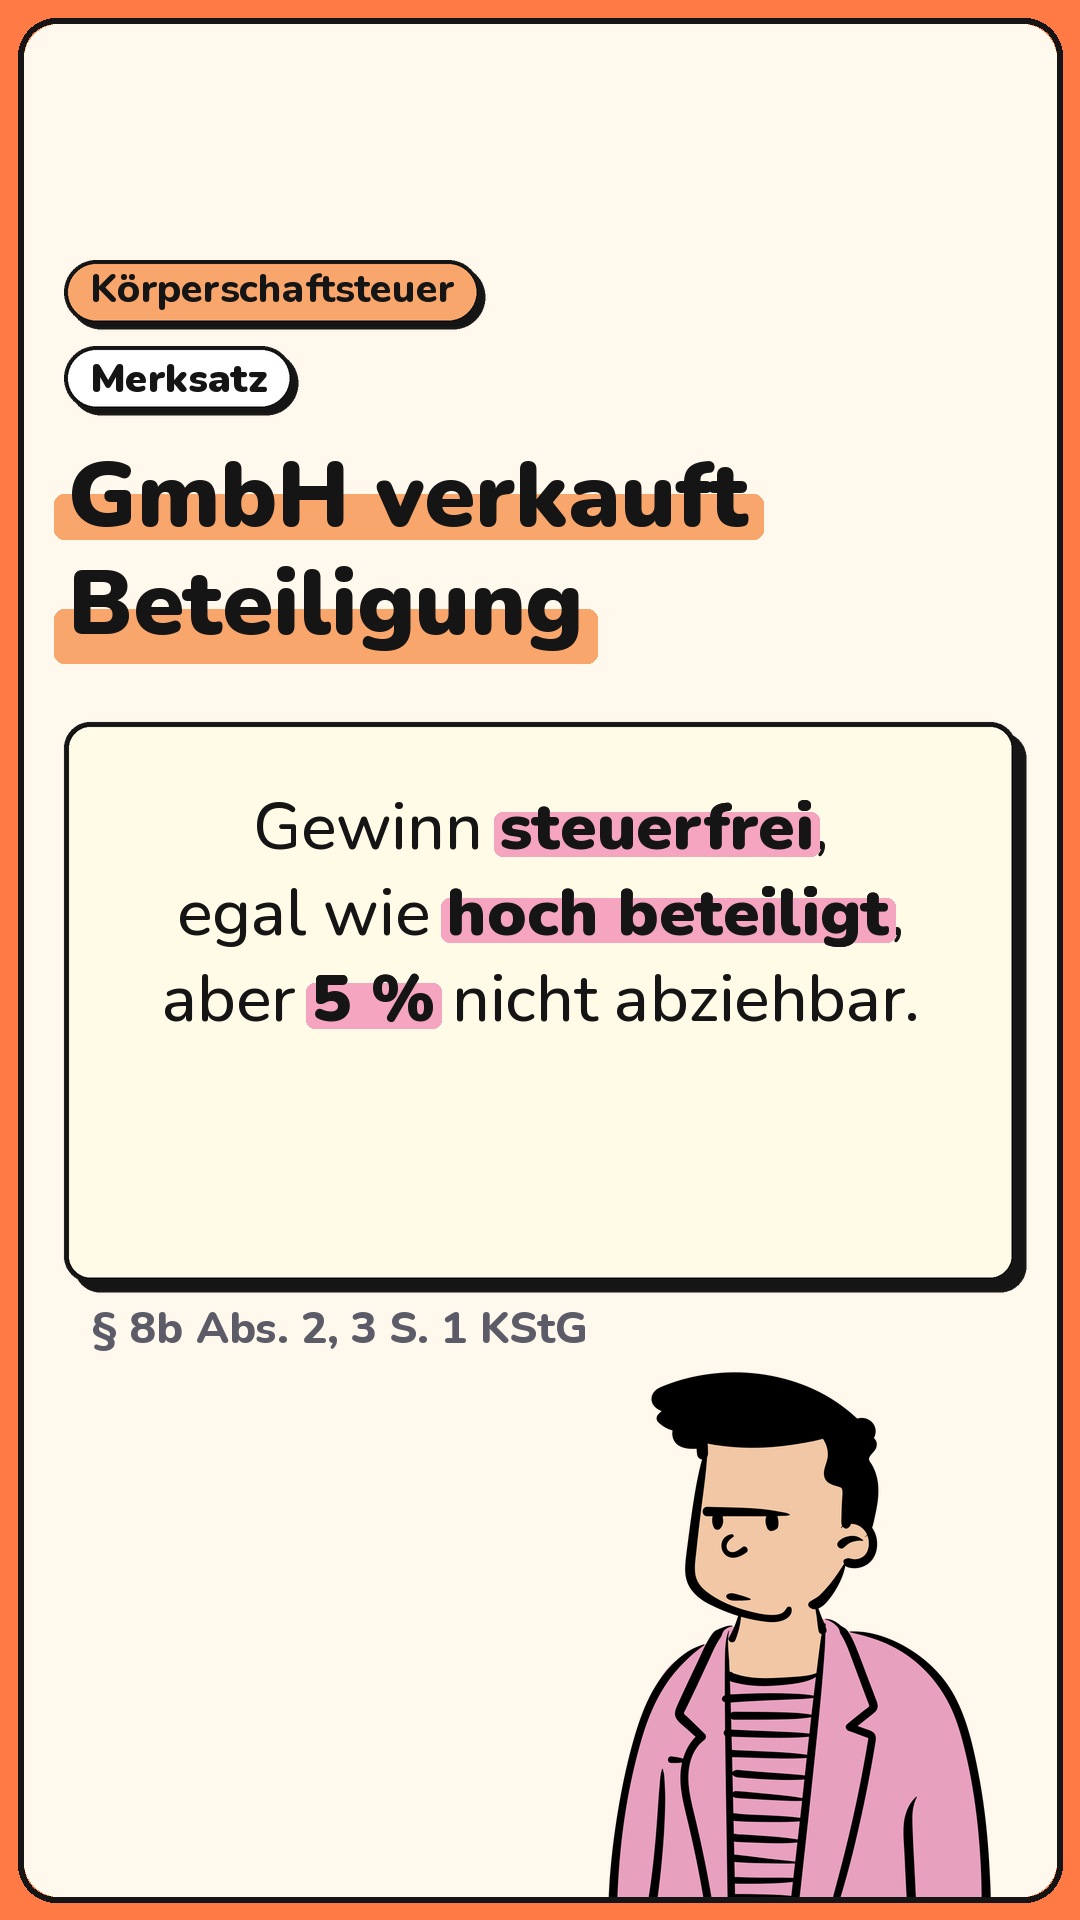 Körperschaftsteuer
Merksatz
GmbH verkauft
Beteiligung
Gewinn steuerfrei,
egal wie hoch beteiligt,
aber 5 % nicht abziehbar.
§ 8b Abs. 2, 3 S. 1 KStG